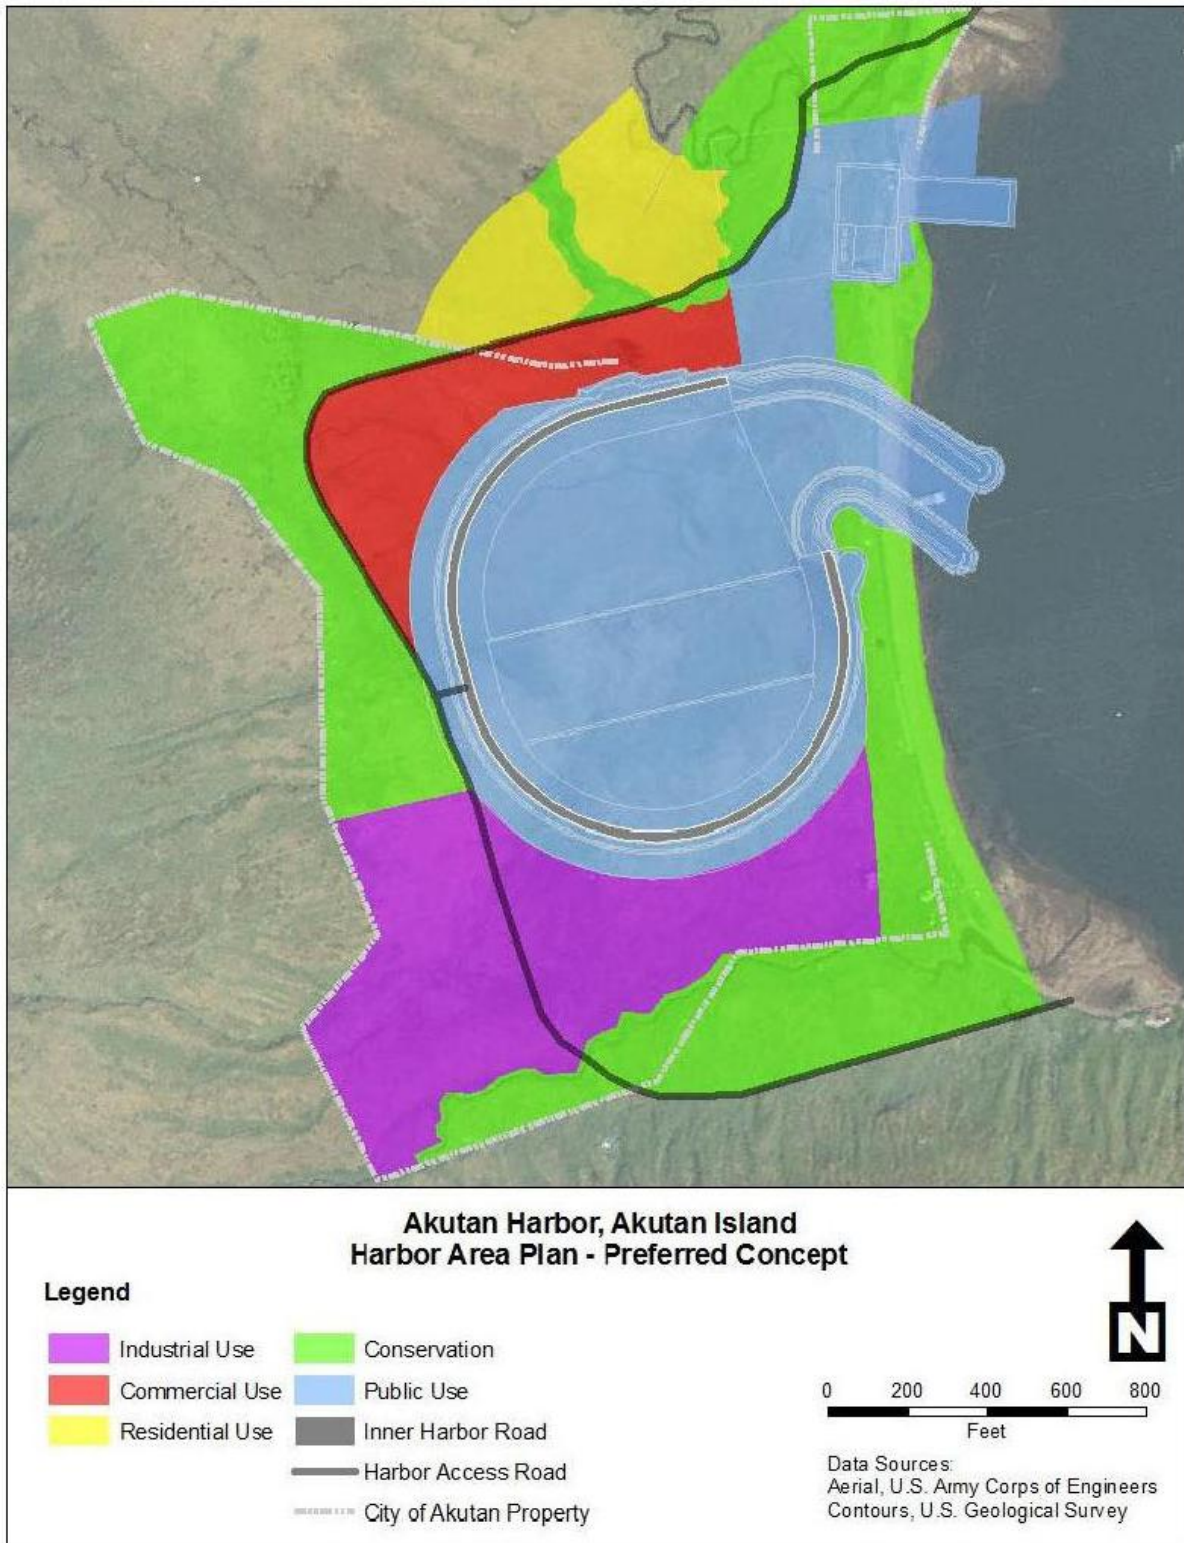 Akutan Harbor, Akutan Island
Harbor Area Plan - Preferred Concept
Legend
Industrial Use
Commercial Use
Residential Use
Conservation
Public Use
Inner Harbor Road
Harbor Access Road
City of Akutan Property
N
0 200 400 600 800
Feet
Data Sources:
Aerial, U.S. Army Corps of Engineers
Contours, U.S. Geological Survey